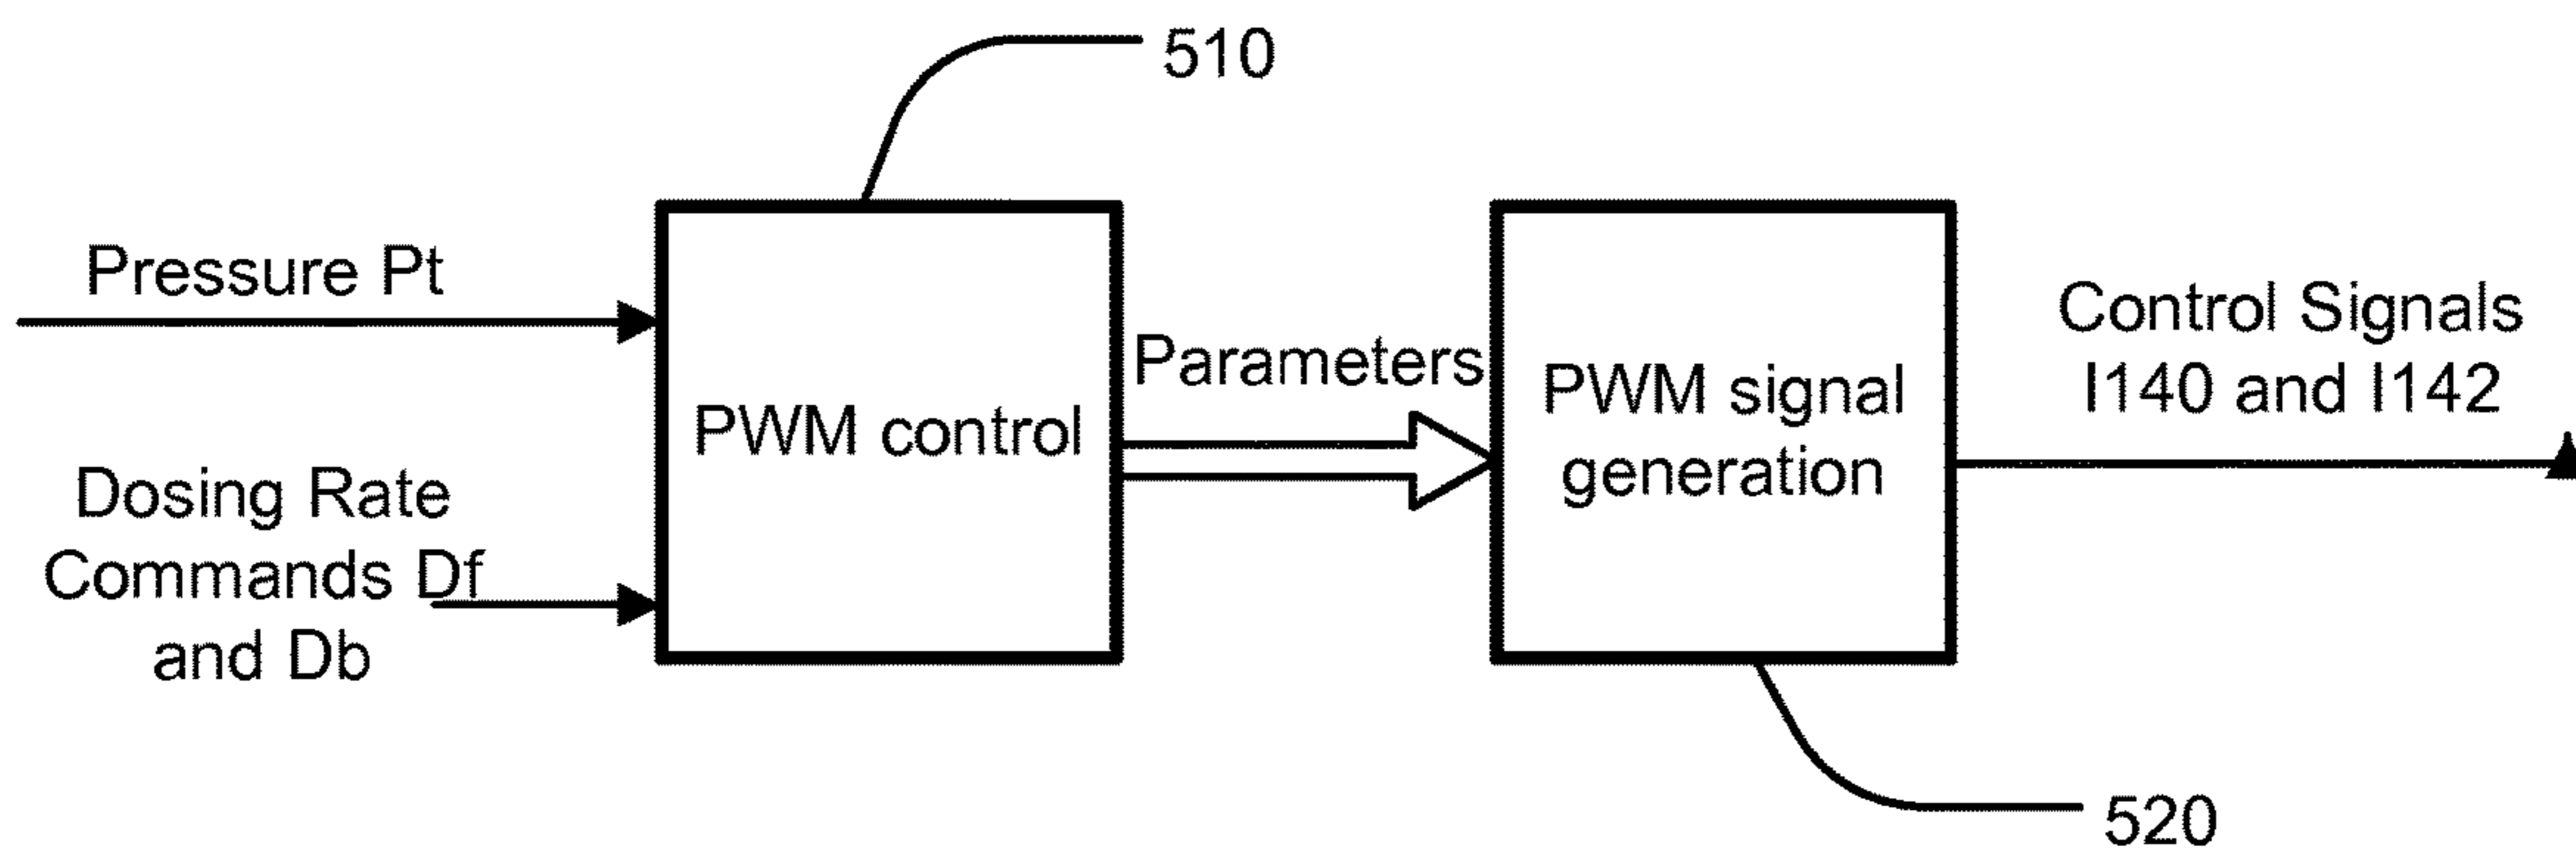 510
Pressure Pt
Dosing Rate
Commands Df
and Db
PWM control
Parameters
PWM signal
generation
Control Signals
I140 and I142
520